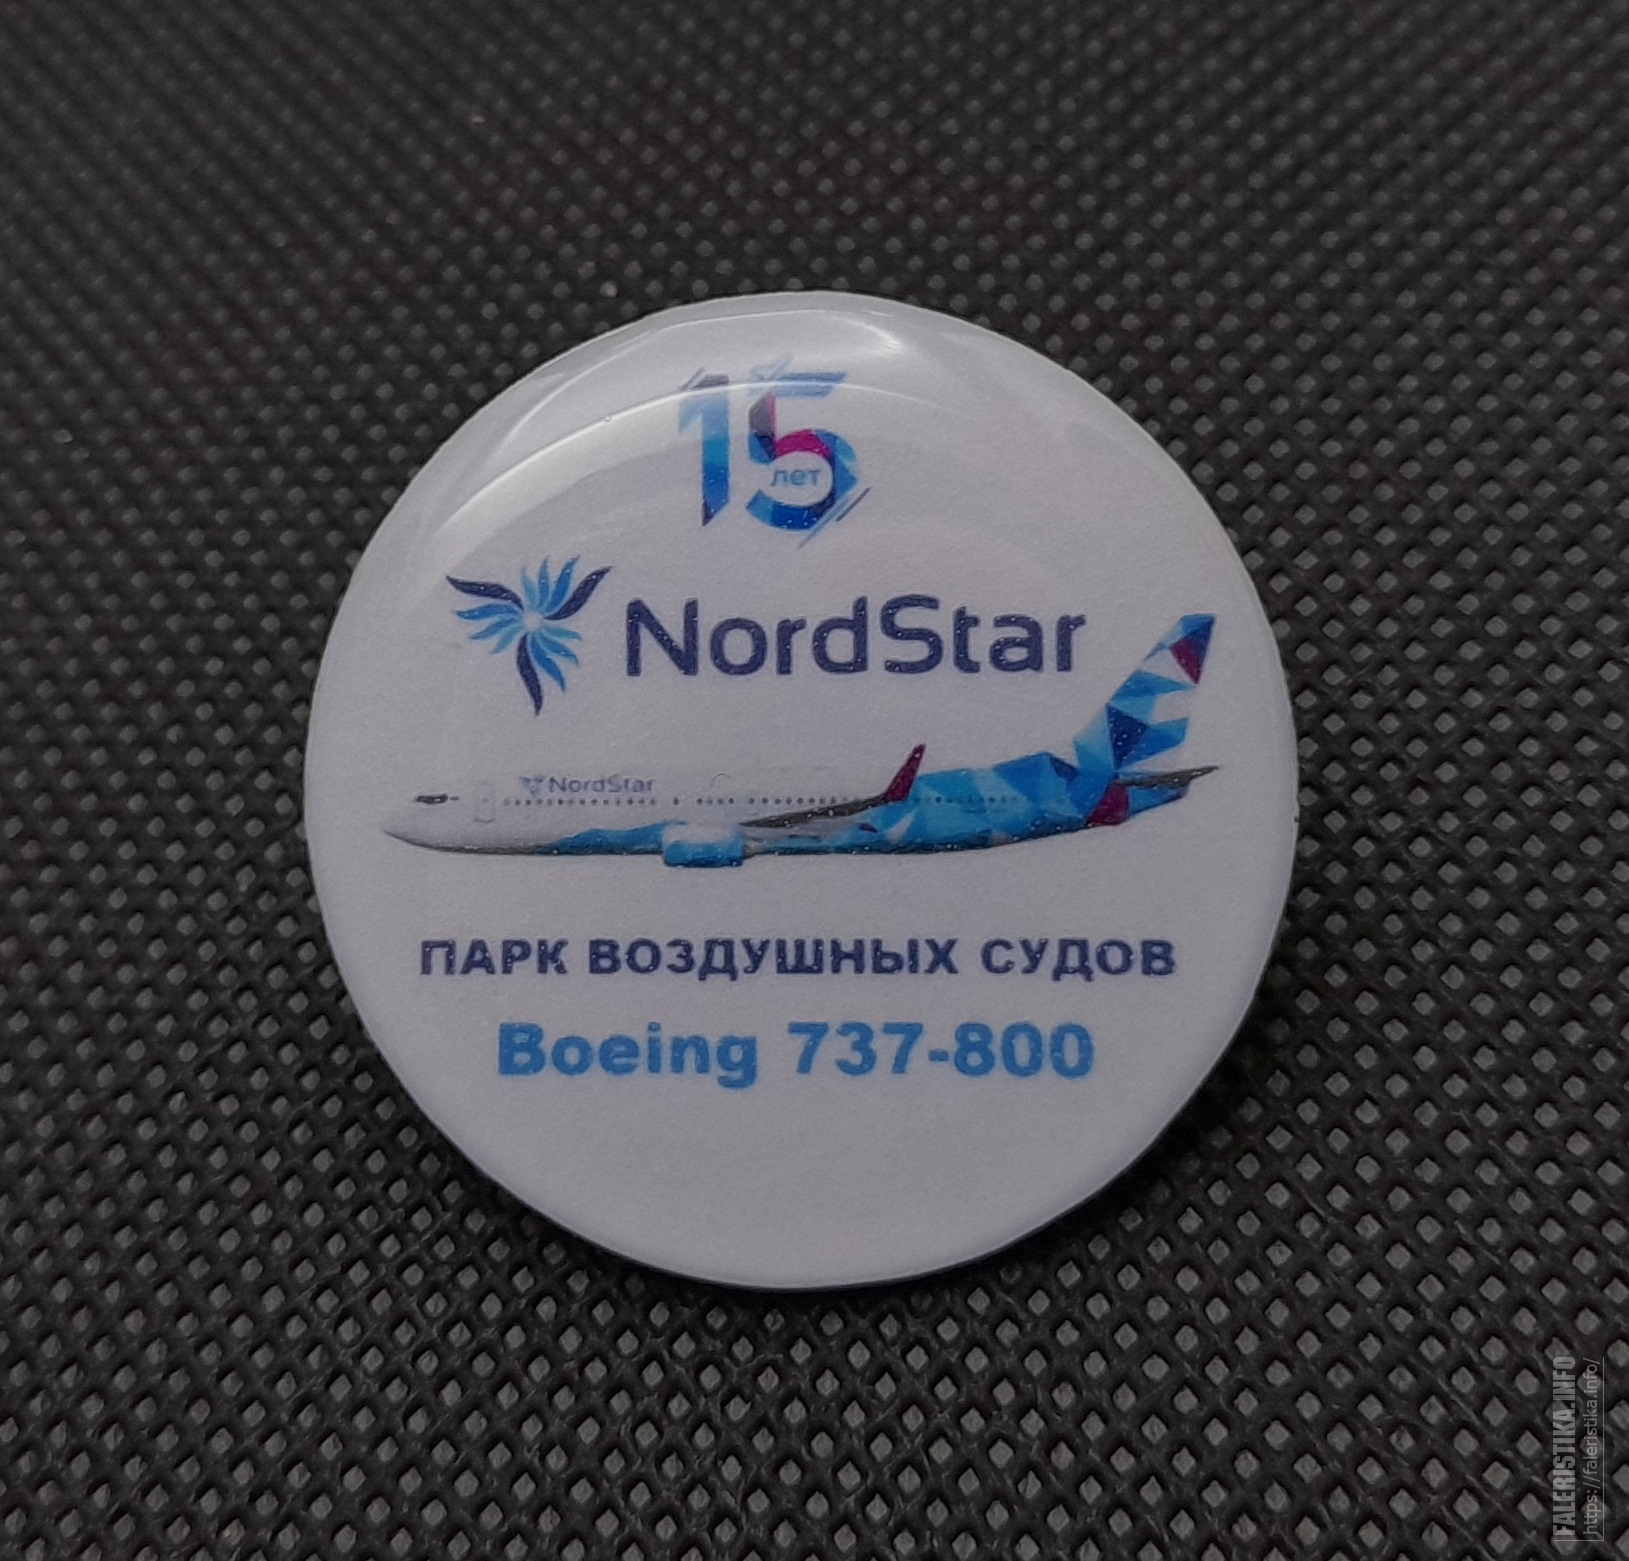 15
лет
NordStar
NordStar
ПАРК ВОЗДУШНЫХ СУДОВ
Boeing 737-800
FALERISTIKA.INFO
https://faleristika.info/